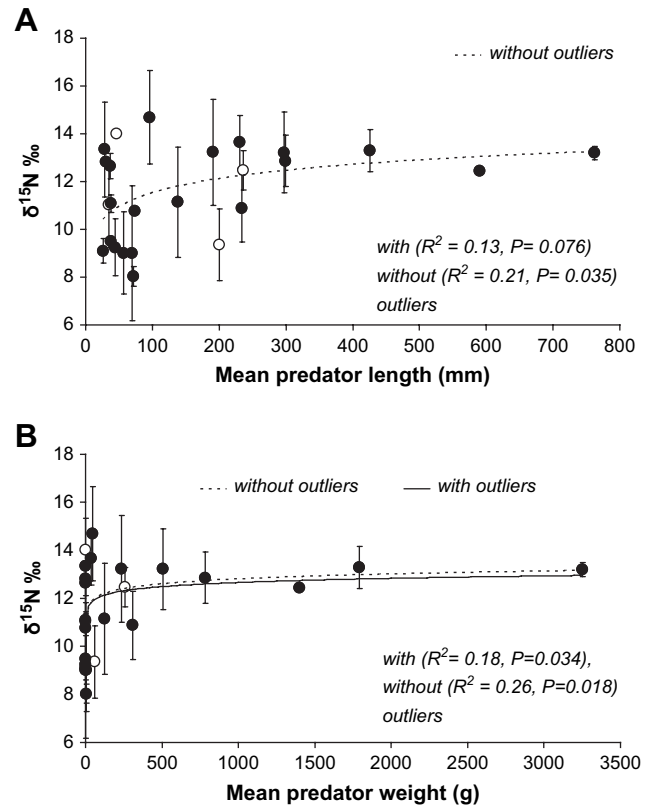 A
18
16
14
12
10
8
6
δ¹⁵N ‰
without outliers
with (R² = 0.13, P= 0.076)
without (R² = 0.21, P= 0.035)
outliers
0 100 200 300 400 500 600 700 800
Mean predator length (mm)
B
18
16
14
12
10
8
6
δ¹⁵N ‰
without outliers with outliers
with (R²= 0.18, P=0.034),
without (R² = 0.26, P=0.018)
outliers
0 500 1000 1500 2000 2500 3000 3500
Mean predator weight (g)